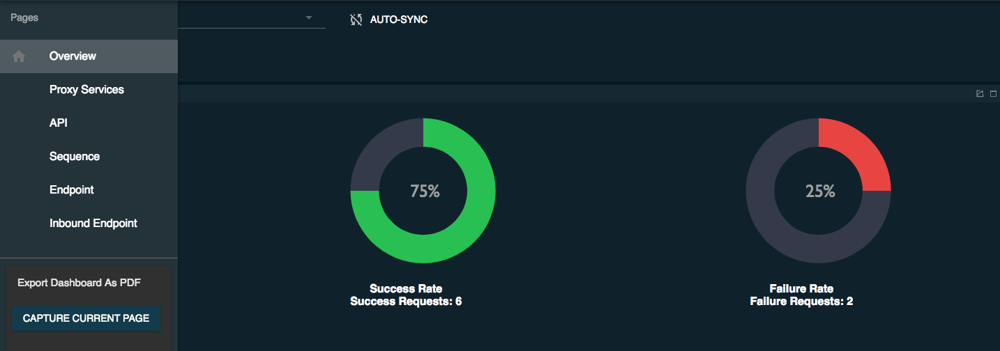 Pages
AUTO-SYNC
Overview
Proxy Services
API
Sequence
Endpoint
Inbound Endpoint
Export Dashboard As PDF
CAPTURE CURRENT PAGE
75%
Success Rate
Success Requests: 6
25%
Failure Rate
Failure Requests: 2